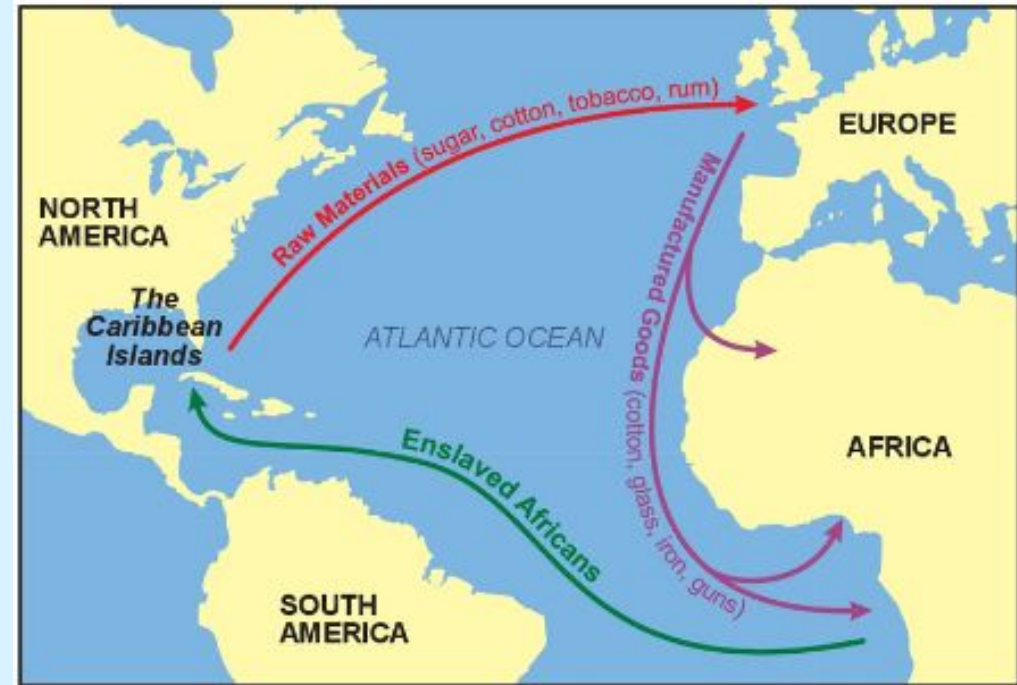 Raw Materials (sugar, cotton, tobacco, rum)
EUROPE
NORTH
AMERICA
Manufactured Goods (cotton, glass, iron, guns)
The
Caribbean
Islands
ATLANTIC OCEAN
AFRICA
Enslaved Africans
SOUTH
AMERICA